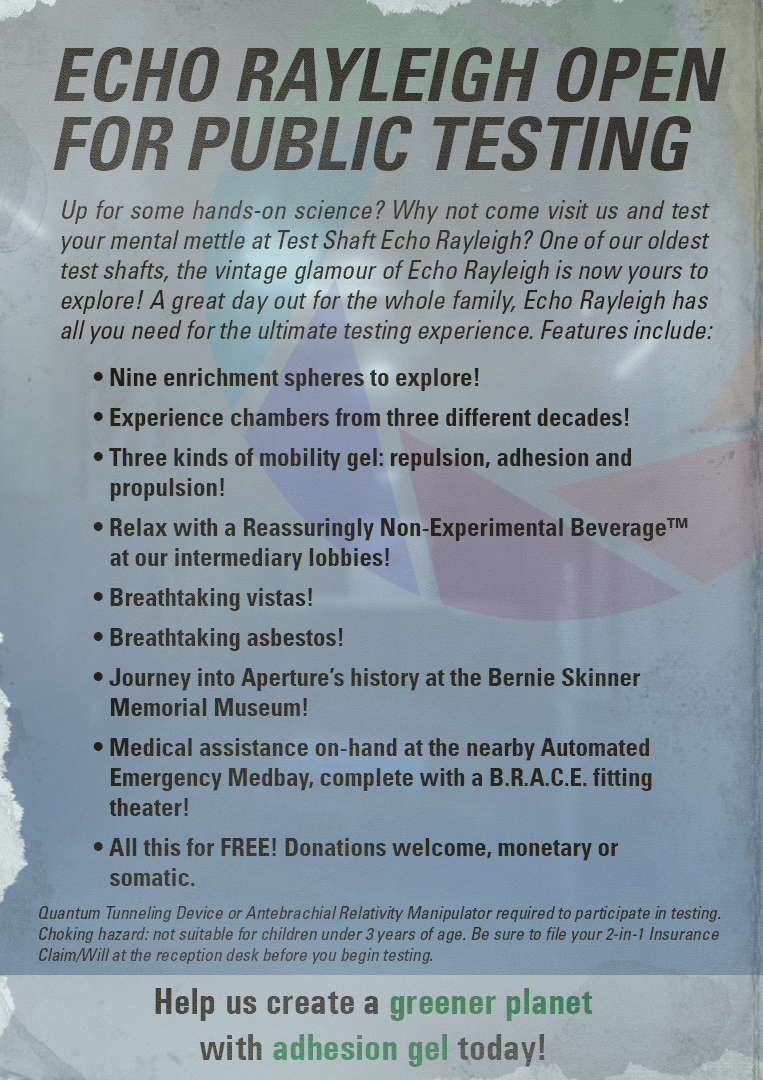 ECHO RAYLEIGH OPEN
FOR PUBLIC TESTING
Up for some hands-on science? Why not come visit us and test
your mental mettle at Test Shaft Echo Rayleigh? One of our oldest
test shafts, the vintage glamour of Echo Rayleigh is now yours to
explore! A great day out for the whole family, Echo Rayleigh has
all you need for the ultimate testing experience. Features include:
• Nine enrichment spheres to explore!
• Experience chambers from three different decades!
• Three kinds of mobility gel: repulsion, adhesion and
propulsion!
• Relax with a Reassuringly Non-Experimental Beverage™
at our intermediary lobbies!
• Breathtaking vistas!
• Breathtaking asbestos!
• Journey into Aperture's history at the Bernie Skinner
Memorial Museum!
• Medical assistance on-hand at the nearby Automated
Emergency Medbay, complete with a B.R.A.C.E. fitting
theater!
• All this for FREE! Donations welcome, monetary or
somatic.
Quantum Tunneling Device or Antebrachial Relativity Manipulator required to participate in testing.
Choking hazard: not suitable for children under 3 years of age. Be sure to file your 2-in-1 Insurance
Claim/Will at the reception desk before you begin testing.
Help us create a greener planet
with adhesion gel today!